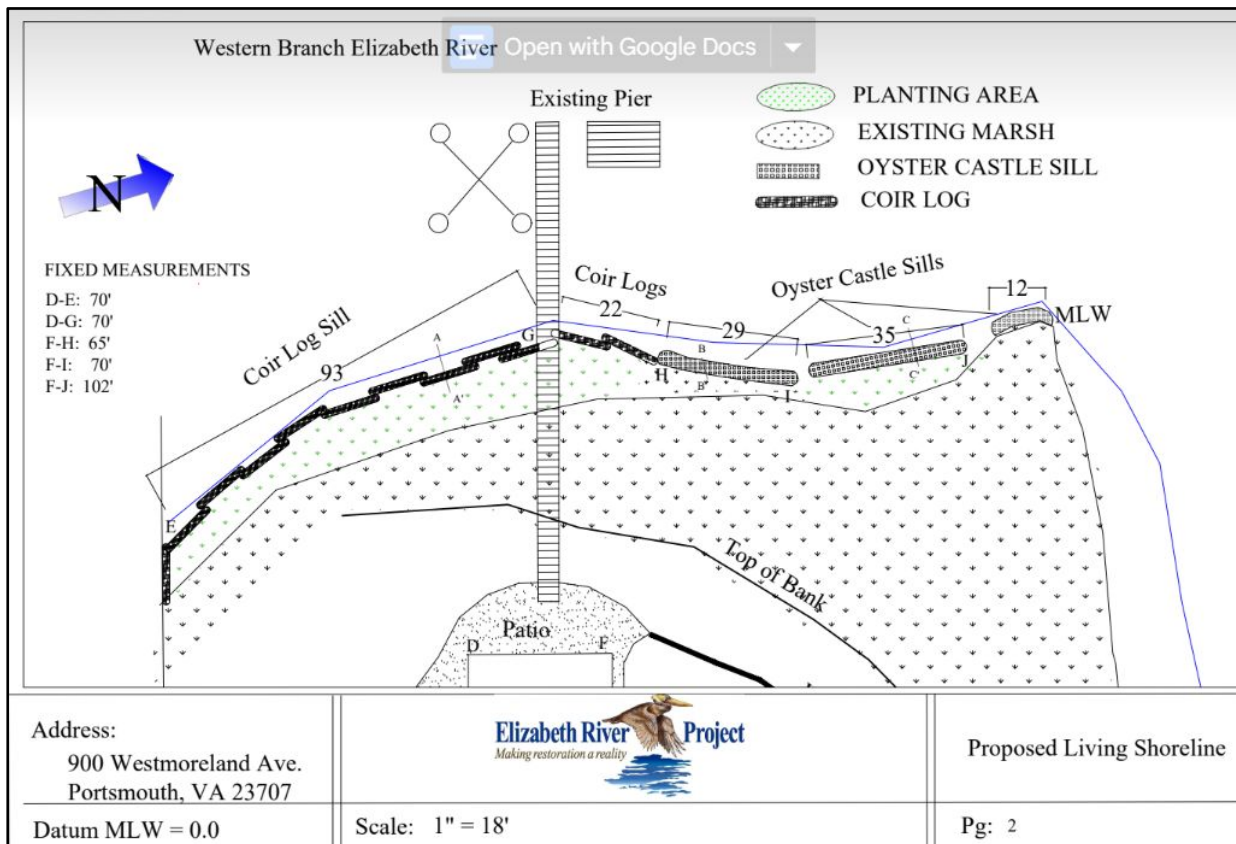 Western Branch Elizabeth River
Open with Google Docs
Existing Pier
PLANTING AREA
EXISTING MARSH
OYSTER CASTLE SILL
COIR LOG
N
FIXED MEASUREMENTS
D-E: 70'
D-G: 70'
F-H: 65'
F-I: 70'
F-J: 102'
Coir Log Sill
93
Coir Logs
22
29
Oyster Castle Sills
35
12
MLW
A
A'
B
B'
C
C'
E
G
H
I
J
Top of Bank
Patio
D
F
Address:
900 Westmoreland Ave.
Portsmouth, VA 23707
Datum MLW = 0.0
Elizabeth River Project
Making restoration a reality
Scale: 1" = 18'
Proposed Living Shoreline
Pg: 2